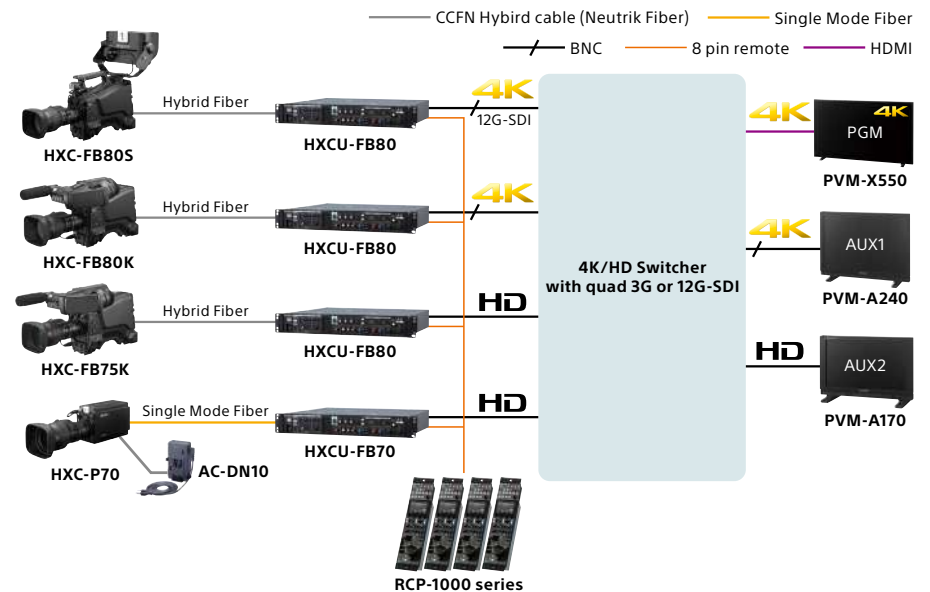 CCFN Hybird cable (Neutrik Fiber)
Single Mode Fiber
BNC
8 pin remote
HDMI
1
Hybrid Fiber
HXC-FB80S
HXCU-FB80
4K
12G-SDI
4K
4K
PGM
PVM-X550
Hybrid Fiber
HXC-FB80K
HXCU-FB80
4K
4K/HD Switcher
with quad 3G or 12G-SDI
4K
AUX1
PVM-A240
Hybrid Fiber
HXC-FB75K
HXCU-FB80
HD
HD
AUX2
PVM-A170
Single Mode Fiber
HXC-P70
AC-DN10
HXCU-FB70
HD
RCP-1000 series